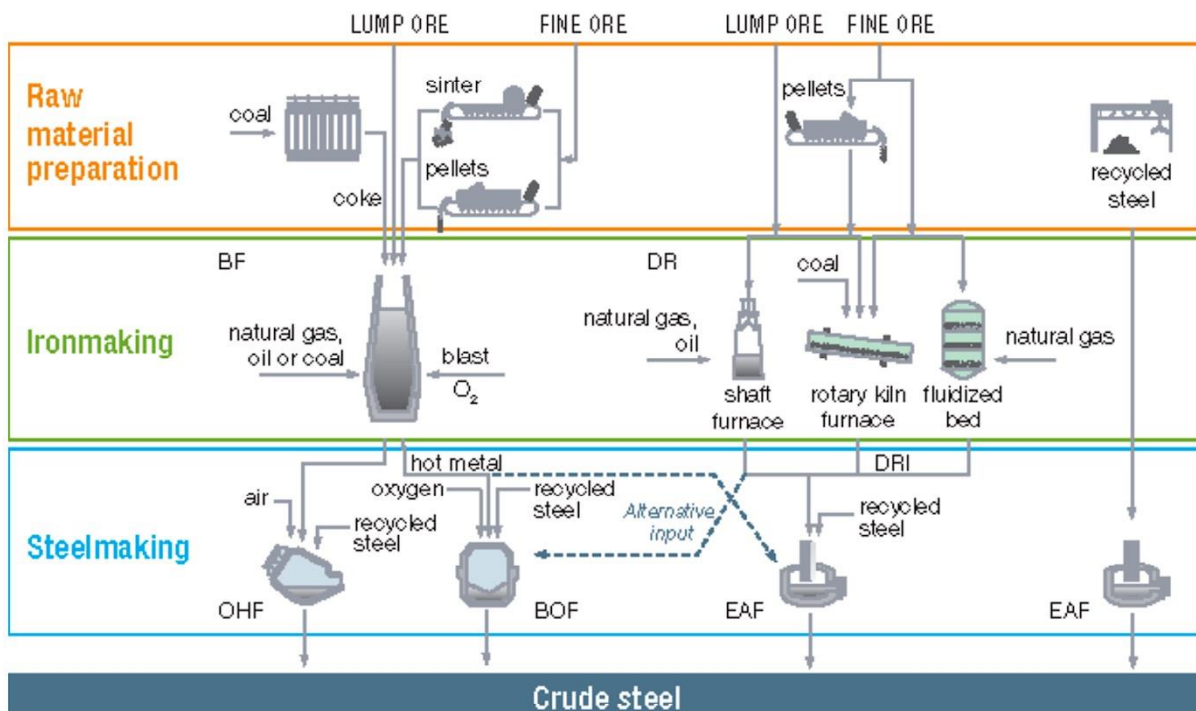 LUMP ORE
FINE ORE
LUMP ORE
FINE ORE
Raw
material
preparation
coal
coke
sinter
pellets
pellets
recycled
steel
Ironmaking
BF
natural gas,
oil or coal
blast
O₂
DR
natural gas,
oil
coal
natural gas
shaft
furnace
rotary kiln
furnace
fluidized
bed
Steelmaking
hot metal
DRI
air
recycled
steel
oxygen
recycled
steel
Alternative
input
recycled
steel
OHF
BOF
EAF
EAF
Crude steel